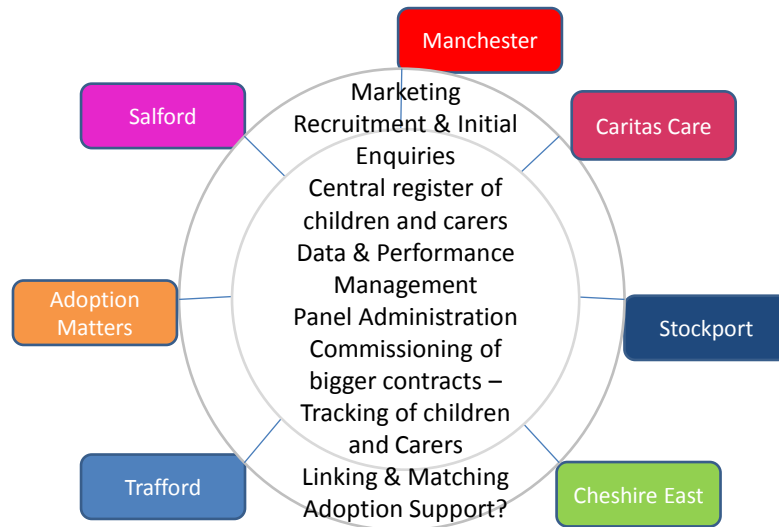 Manchester
Salford
Caritas Care
Marketing
Recruitment & Initial
Enquiries
Central register of
children and carers
Data & Performance
Management
Panel Administration
Commissioning of
bigger contracts –
Tracking of children
and Carers
Linking & Matching
Adoption Support?
Adoption
Matters
Stockport
Trafford
Cheshire East